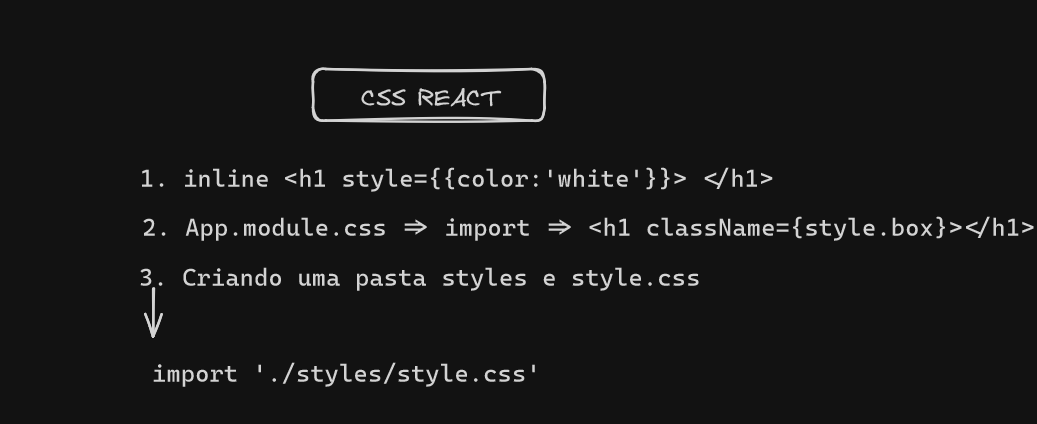 CSS REACT
1. inline <h1 style={{color:'white'}}> </h1>
2. App.module.css => import => <h1 className={style.box}></h1>
3. Criando uma pasta styles e style.css
import './styles/style.css'